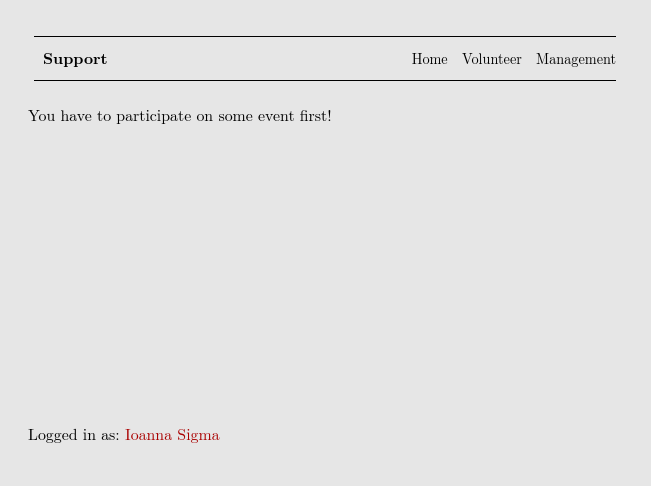 Support Home Volunteer Management
You have to participate on some event first!
Logged in as: Ioanna Sigma